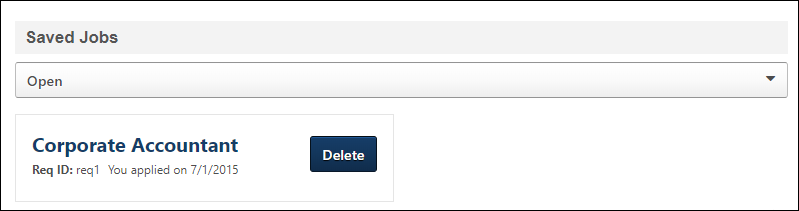 Saved Jobs
Open
Corporate Accountant
Delete
Req ID: req1 You applied on 7/1/2015